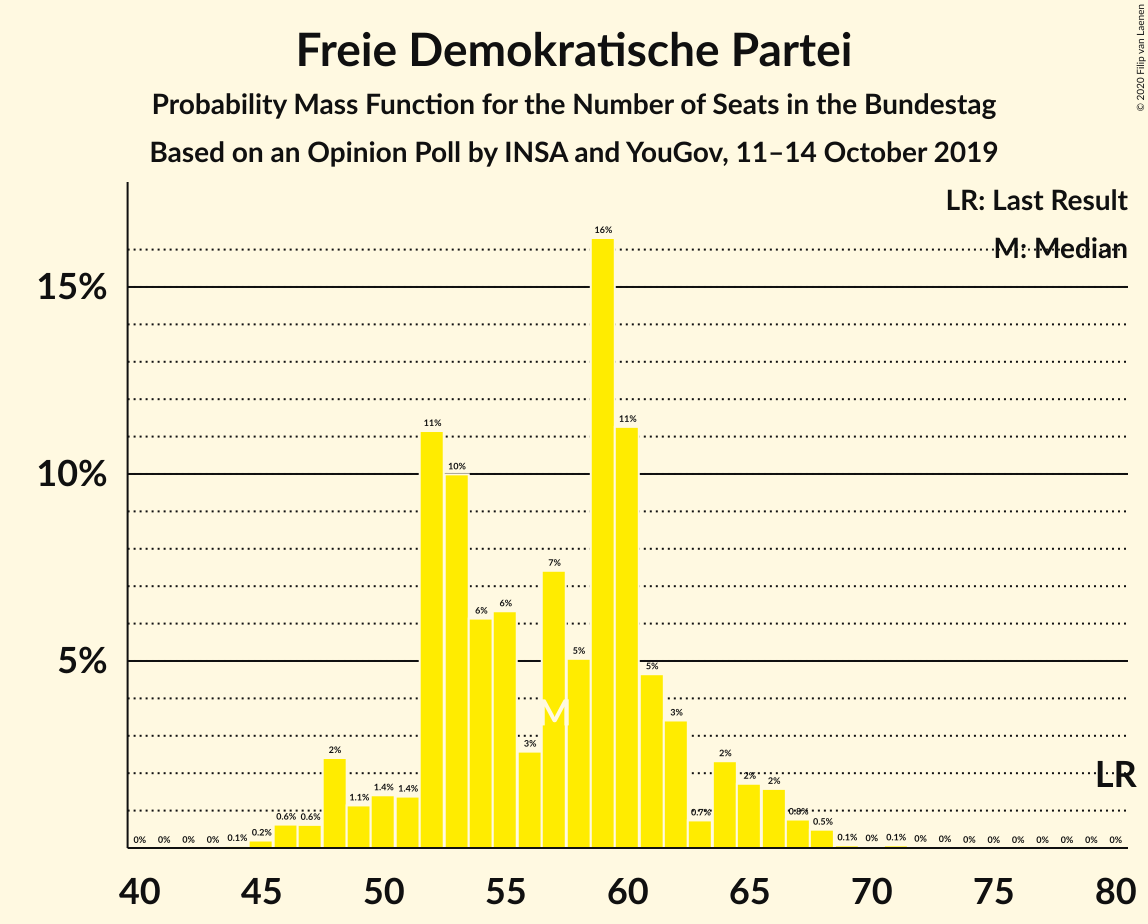 Freie Demokratische Partei
Probability Mass Function for the Number of Seats in the Bundestag
Based on an Opinion Poll by INSA and YouGov, 11–14 October 2019
© 2020 Filip van Laenen
LR: Last Result
M: Median
15%
10%
5%
0% 0% 0% 0% 0.1% 0.2% 0.6% 0.6% 2% 1.1% 1.4% 1.4% 11% 10% 6% 6% 3% 7% 5% 16% 11% 5% 3% 0.7% 2% 2% 2% 0.8% 0.5% 0.1% 0% 0.1% 0% 0% 0% 0% 0% 0% 0% 0% 0%
M
LR
40 45 50 55 60 65 70 75 80